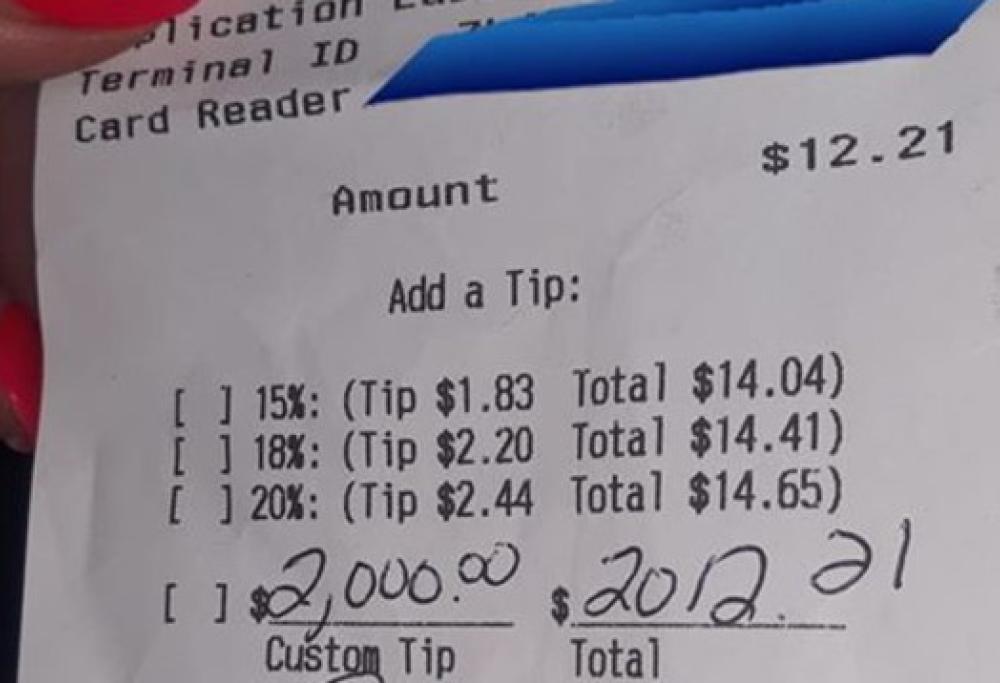 Terminal ID
Card Reader
Amount $12.21
Add a Tip:
[ ] 15%: (Tip $1.83 Total $14.04)
[ ] 18%: (Tip $2.20 Total $14.41)
[ ] 20%: (Tip $2.44 Total $14.65)
[ ] $2,000.00 $2012.21
Custom Tip Total